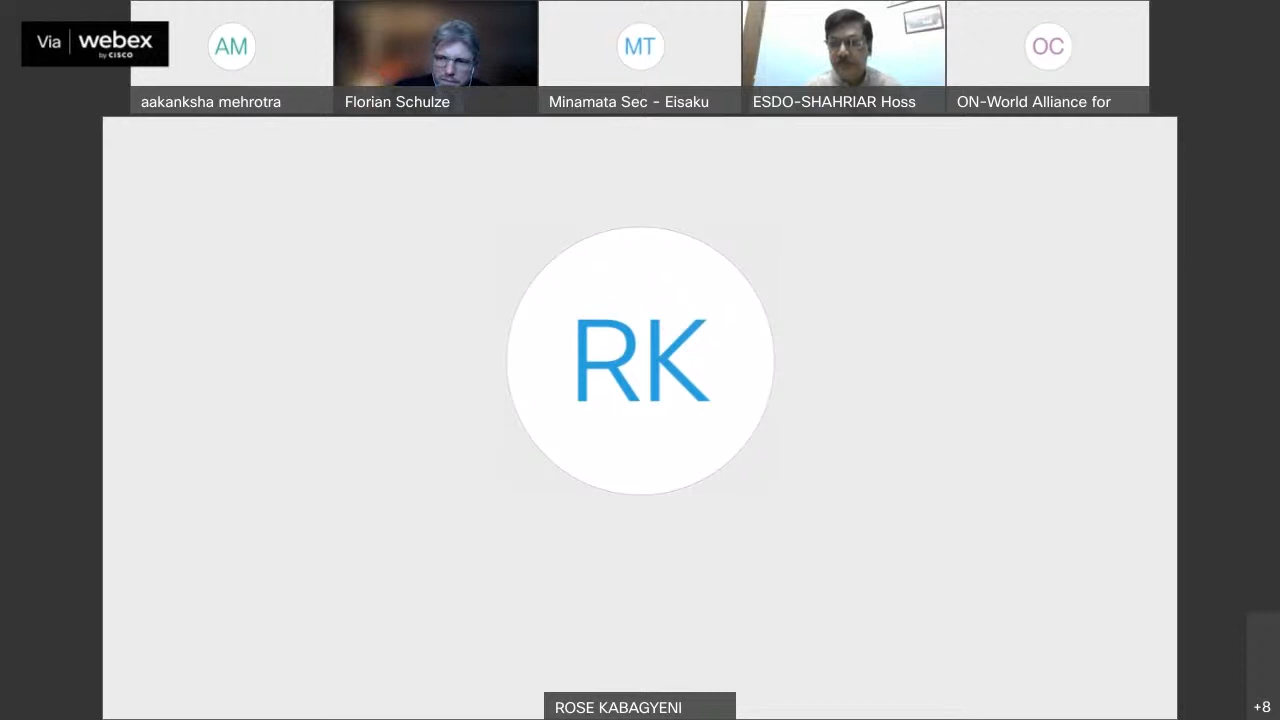 Via webex
by CISCO
AM
MT
OC
aakanksha mehrotra
Florian Schulze
Minamata Sec - Eisaku
ESDO-SHAHRIAR Hoss
ON-World Alliance for
RK
ROSE KABAGYENI
+8